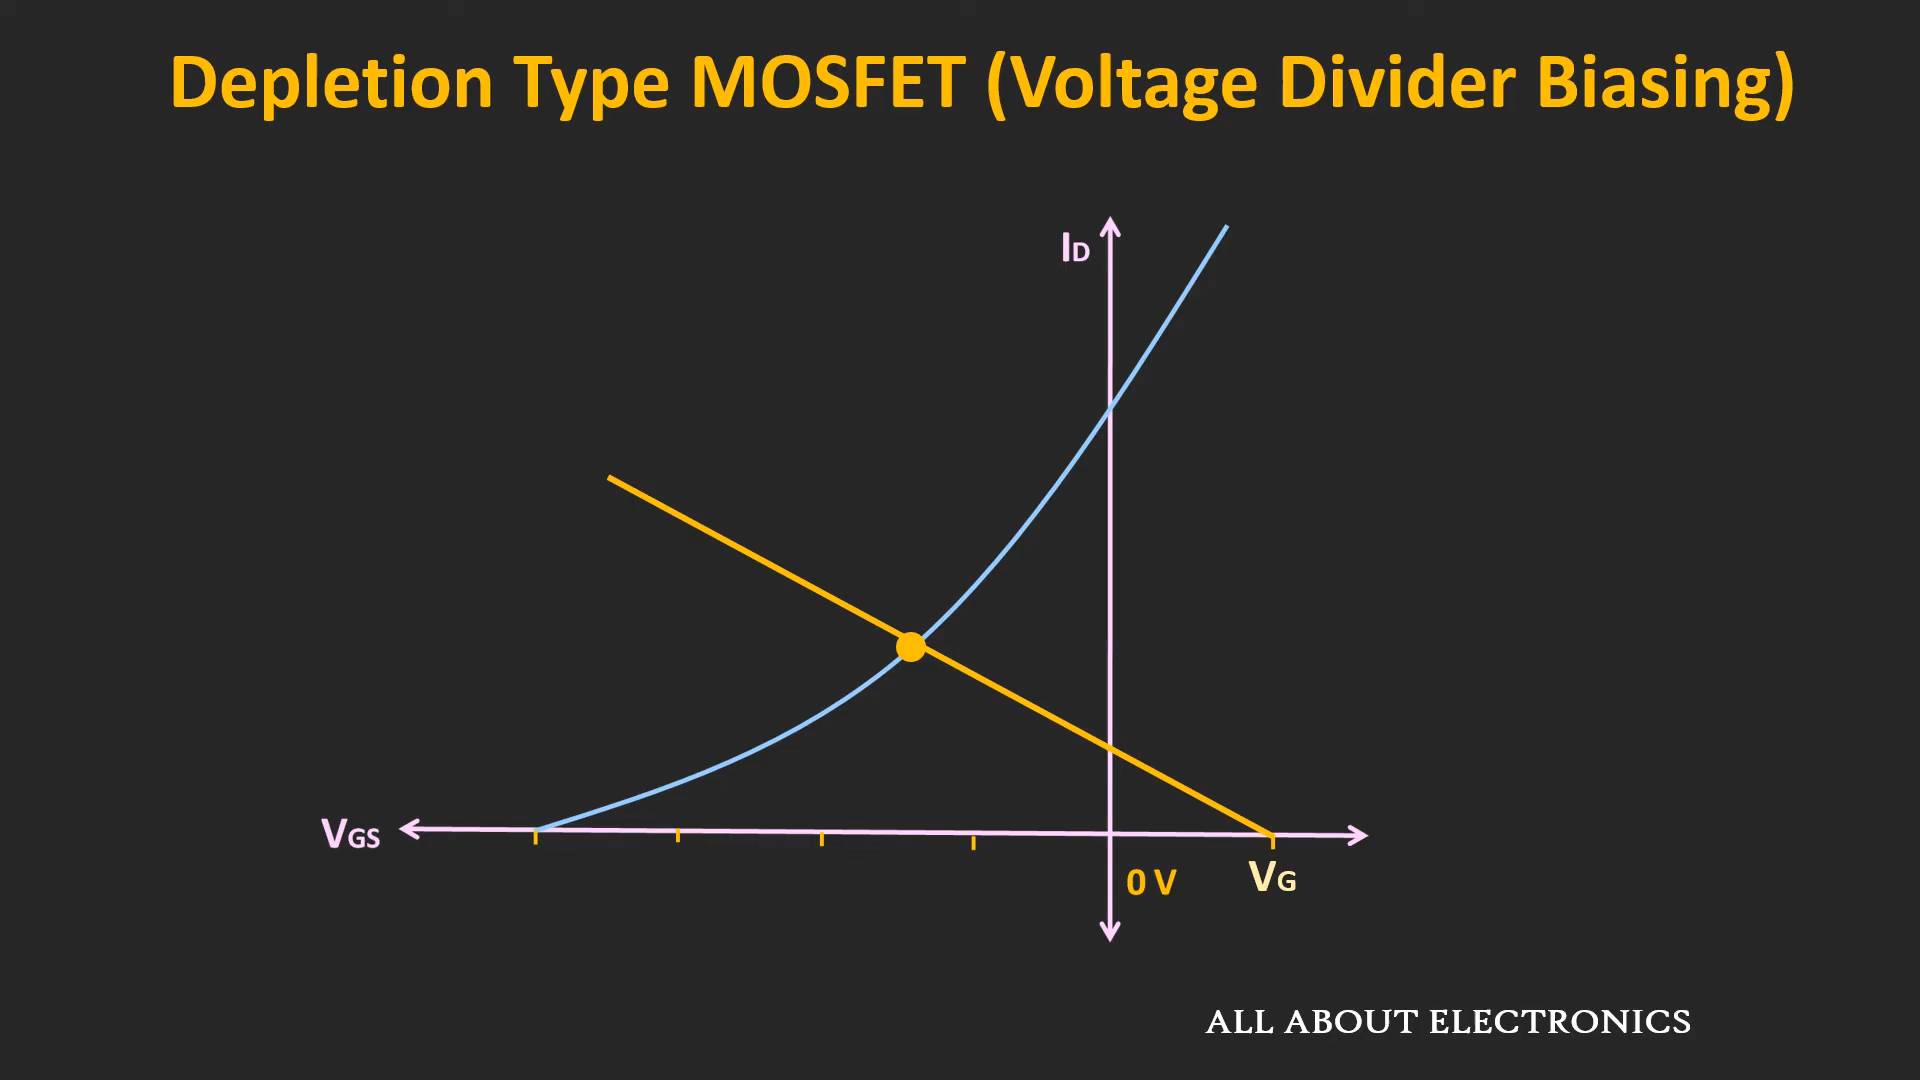 Depletion Type MOSFET (Voltage Divider Biasing)
ID
VGS
0 V
VG
ALL ABOUT ELECTRONICS